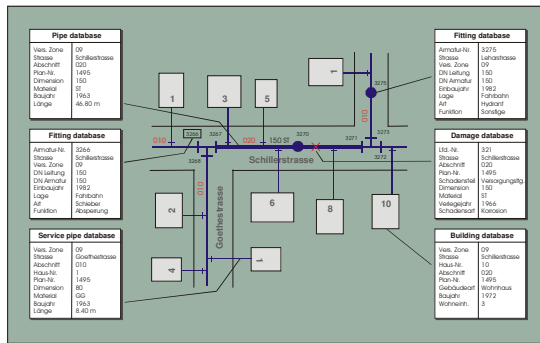 Pipe database
Vers. Zone 09
Strasse Schillerstrasse
Abschnitt 020
Plan-Nr. 1495
Dimension 150
Material ST
Baujahr 1963
Länge 46.80 m
Fitting database
Armatur-Nr. 3266
Strasse Schillerstrasse
Vers. Zone 09
DN Leitung 150
DN Armatur 150
Einbaujahr 1982
Lage Fahrbahn
Art Schieber
Funktion Absperung
Service pipe database
Vers. Zone 09
Strasse Goethestrasse
Abschnitt 010
Haus-Nr. 1
Plan-Nr. 1495
Dimension 80
Material GG
Baujahr 1963
Länge 8.40 m
1
3
5
1
3275
010
010
3266
3267
020
150 ST
3270
3271
3273
3268
Schillerstrasse
3272
010
Goethestrasse
2
6
8
10
4
1
Fitting database
Armatur-Nr. 3275
Strasse Leharstrasse
Vers. Zone 09
DN Leitung 150
DN Armatur 150
Einbaujahr 1982
Lage Fahrbahn
Art Hydrant
Funktion Sonstige
Damage database
Lfd.-Nr. 321
Strasse Schillerstrasse
Abschnitt 020
Plan-Nr. 1495
Schadensteil Versorgungsltg.
Dimension 150
Material ST
Verlegejahr 1966
Schadensart Korrosion
Building database
Vers. Zone 09
Strasse Schillerstrasse
Haus-Nr. 10
Abschnitt 020
Plan-Nr. 1495
Gebäudeart Wohnhaus
Baujahr 1972
Wohneinh. 3